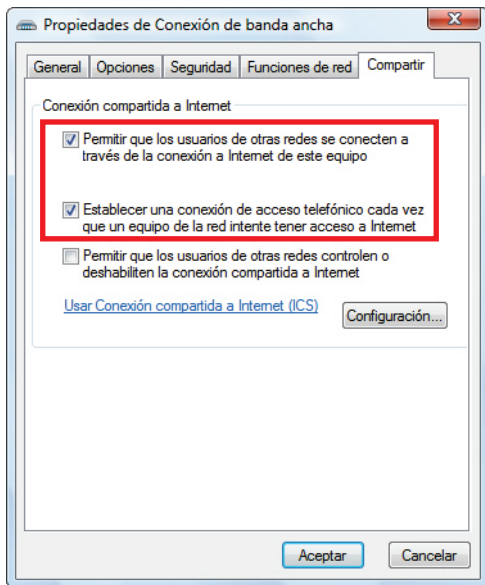 Propiedades de Conexión de banda ancha
General Opciones Seguridad Funciones de red Compartir
Conexión compartida a Internet
Permitir que los usuarios de otras redes se conecten a
través de la conexión a Internet de este equipo
Establecer una conexión de acceso telefónico cada vez
que un equipo de la red intente tener acceso a Internet
Permitir que los usuarios de otras redes controlen o
deshabiliten la conexión compartida a Internet
Usar Conexión compartida a Internet (ICS)
Configuración...
Aceptar Cancelar